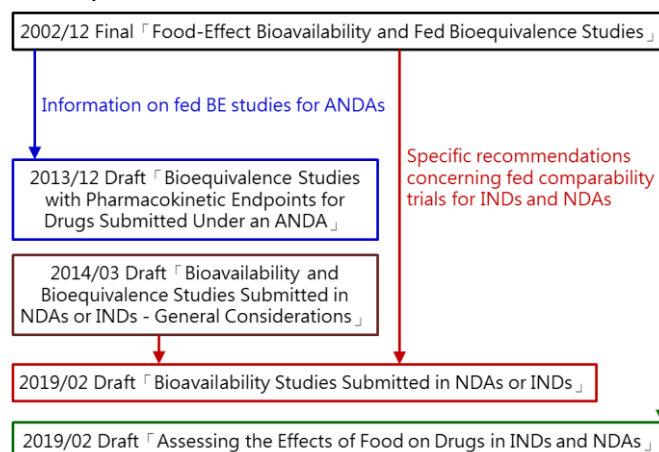 2002/12 Final「Food-Effect Bioavailability and Fed Bioequivalence Studies」
Information on fed BE studies for ANDAs
Specific recommendations
concerning fed comparability
trials for INDs and NDAs
2013/12 Draft「Bioequivalence Studies
with Pharmacokinetic Endpoints for
Drugs Submitted Under an ANDA」
2014/03 Draft「Bioavailability and
Bioequivalence Studies Submitted in
NDAs or INDs - General Considerations」
2019/02 Draft「Bioavailability Studies Submitted in NDAs or INDs」
2019/02 Draft「Assessing the Effects of Food on Drugs in INDs and NDAs」